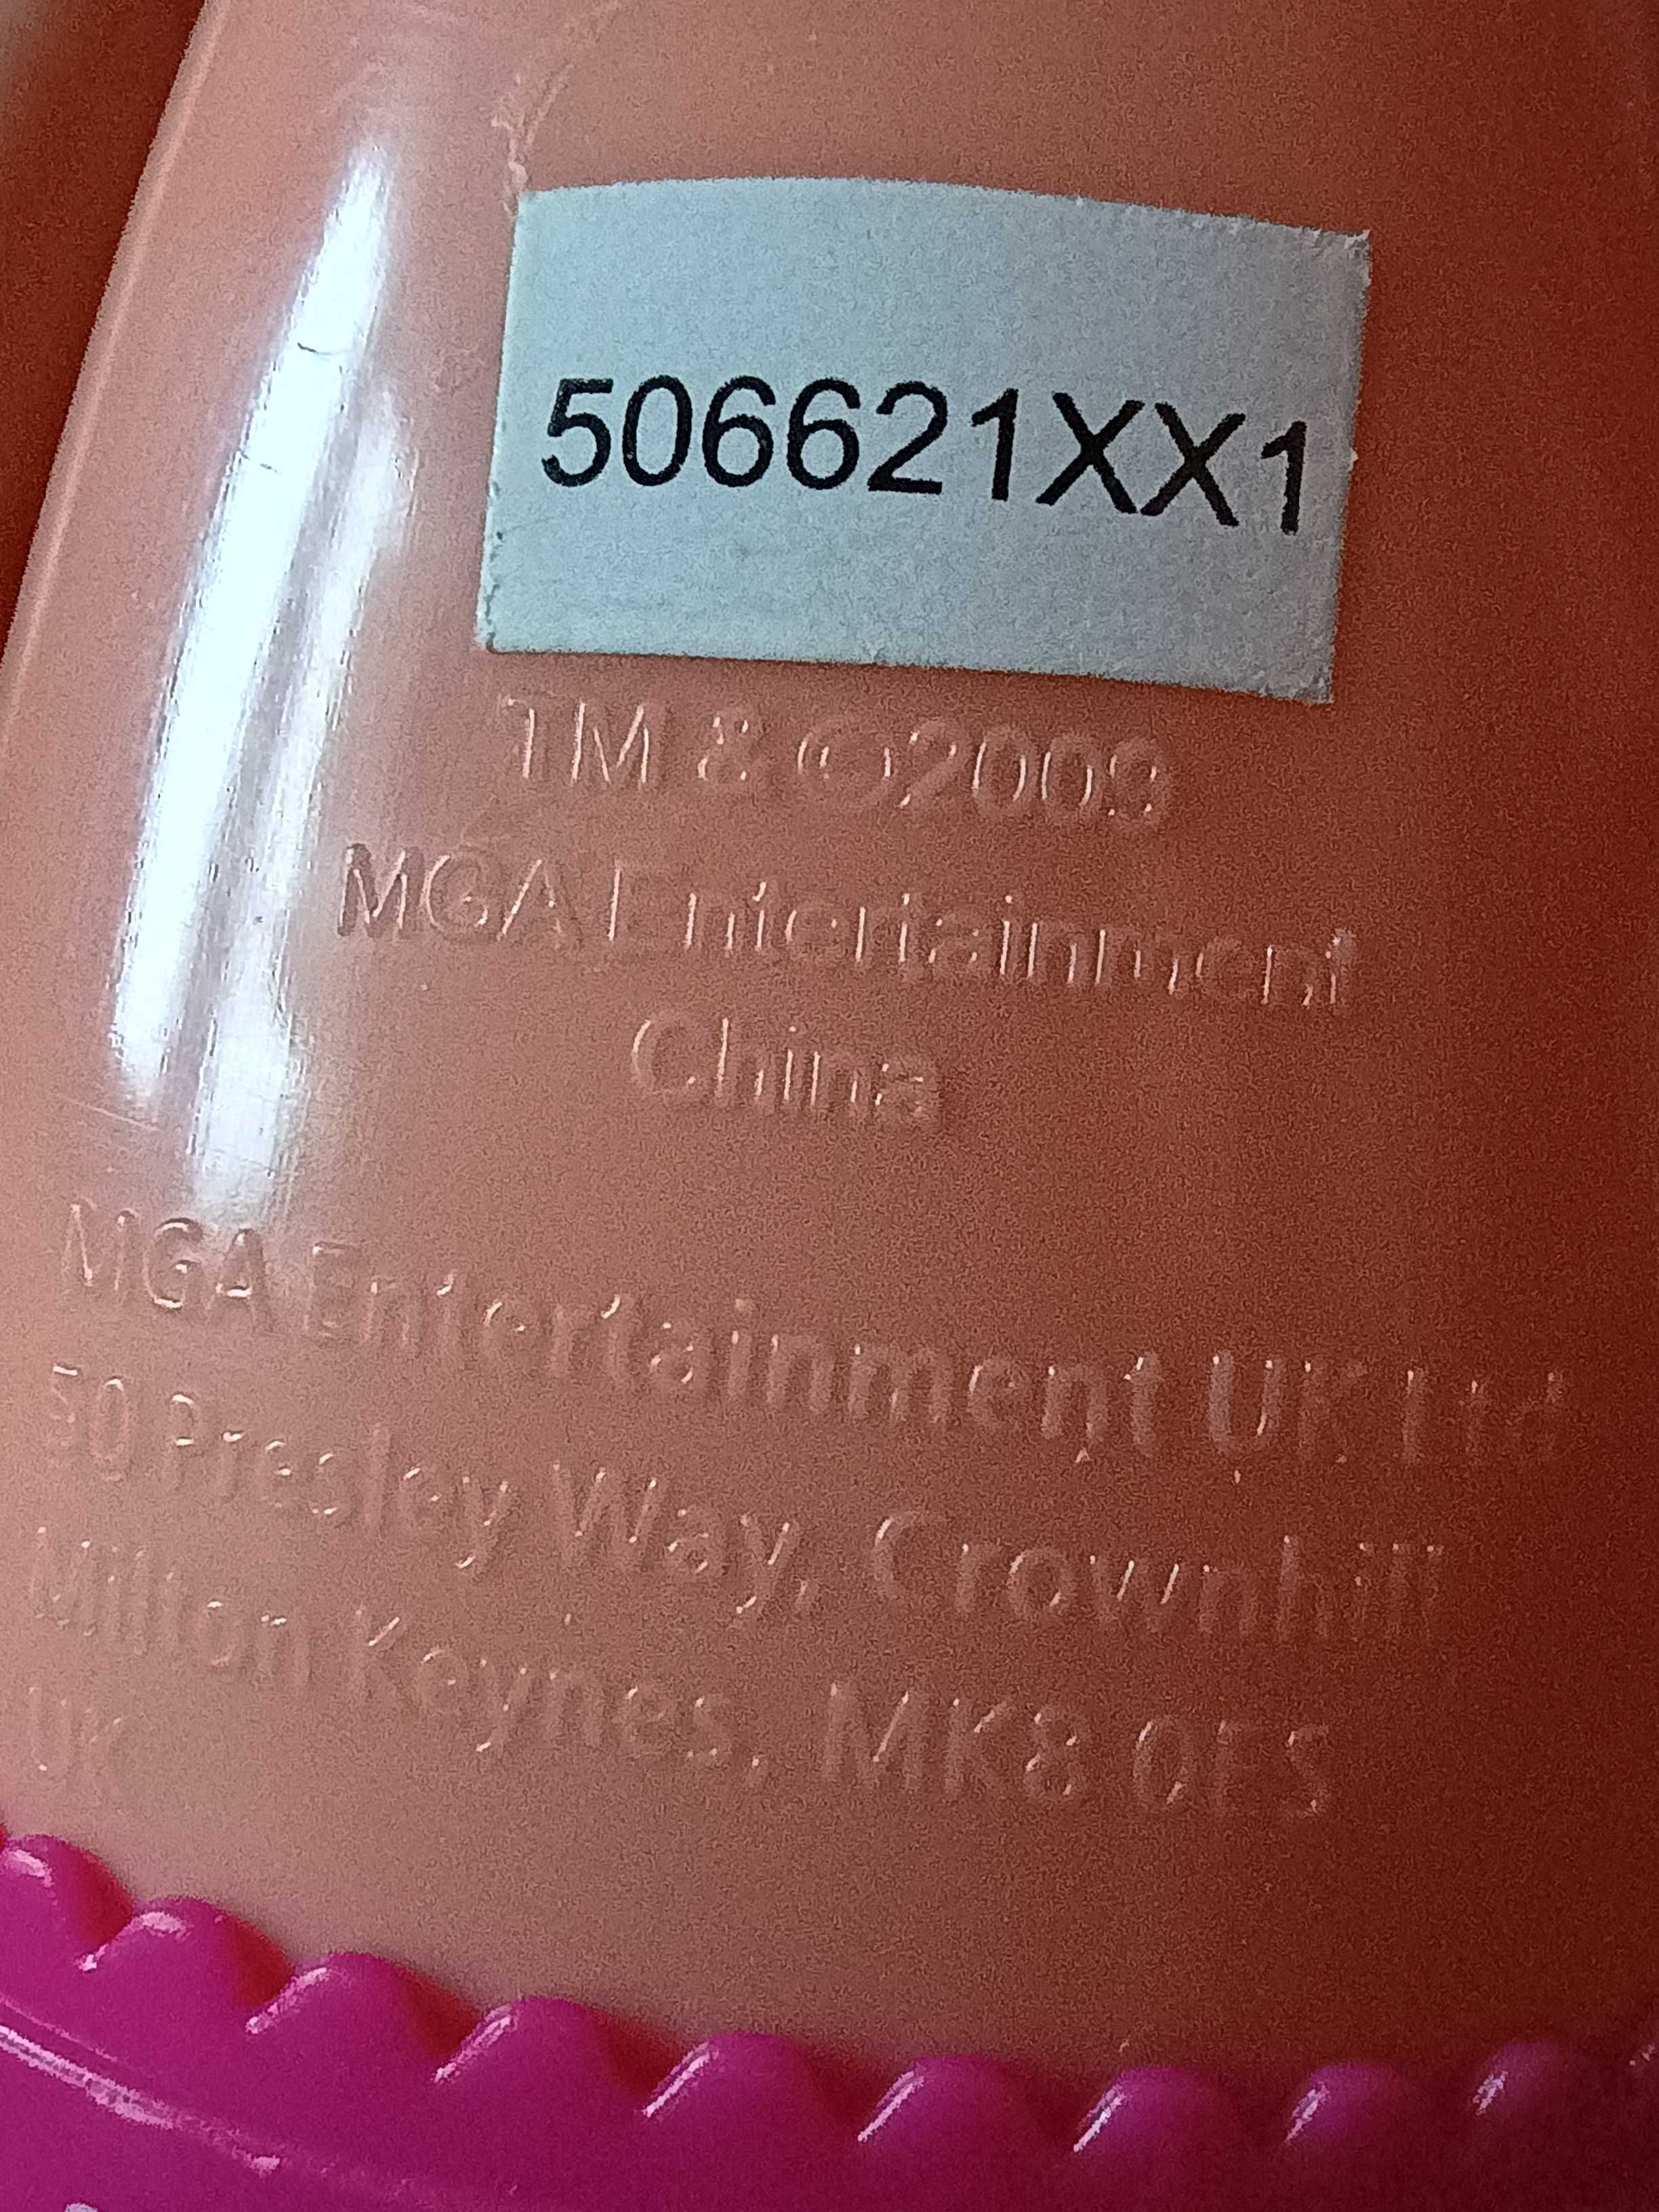 506621XX1
TM & ©2009
MGA Entertainment
China
MGA Entertainment UK Ltd
50 Presley Way, Crownhill
Milton Keynes, MK8 0ES
UK